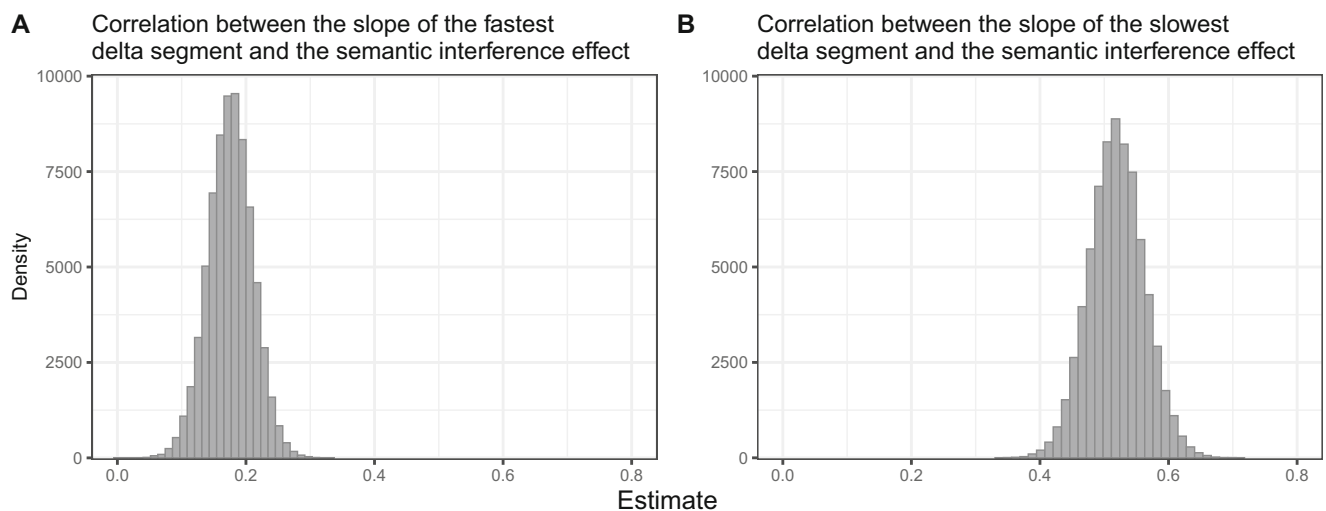 A
Correlation between the slope of the fastest
delta segment and the semantic interference effect
10000
7500
5000
2500
0
Density
0.0
0.2
0.4
0.6
0.8
B
Correlation between the slope of the slowest
delta segment and the semantic interference effect
10000
7500
5000
2500
0
0.0
0.2
0.4
0.6
0.8
Estimate